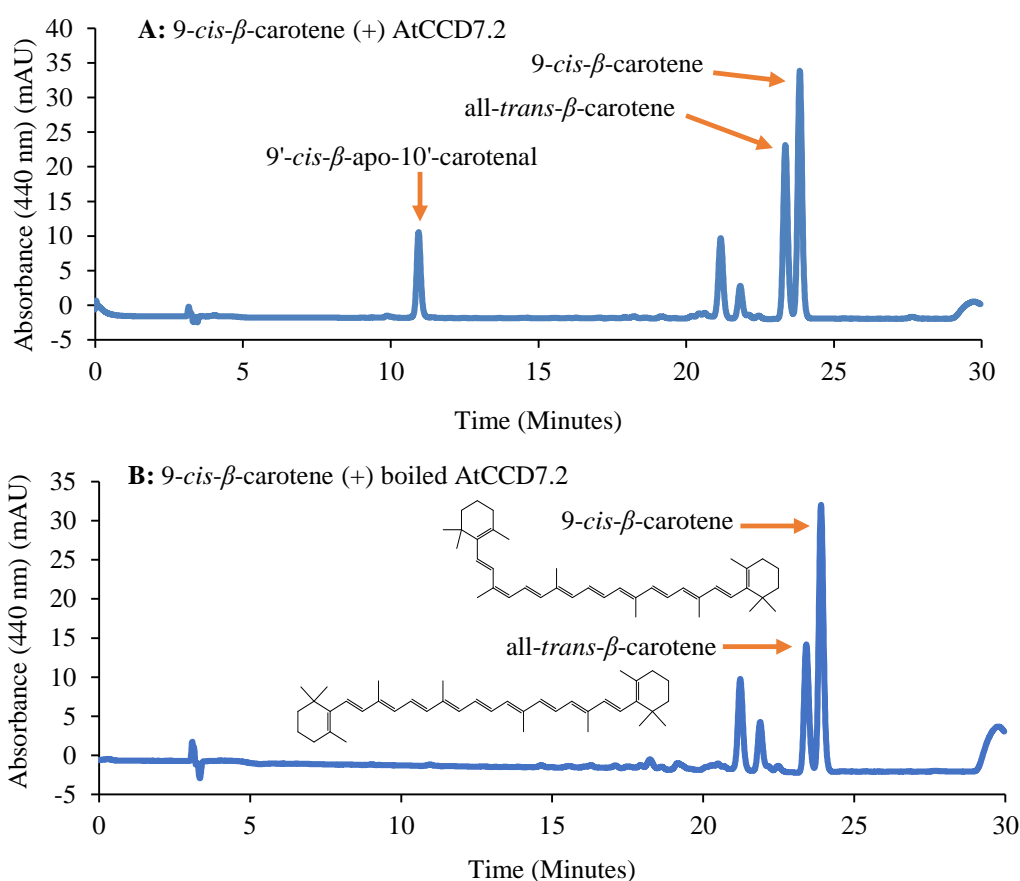 A: 9-cis-β-carotene (+) AtCCD7.2
9-cis-β-carotene
all-trans-β-carotene
9'-cis-β-apo-10'-carotenal
Absorbance (440 nm) (mAU)
40
35
30
25
20
15
10
5
0
-5
0 5 10 15 20 25 30
Time (Minutes)
B: 9-cis-β-carotene (+) boiled AtCCD7.2
9-cis-β-carotene
all-trans-β-carotene
Absorbance (440 nm) (mAU)
35
30
25
20
15
10
5
0
-5
0 5 10 15 20 25 30
Time (Minutes)